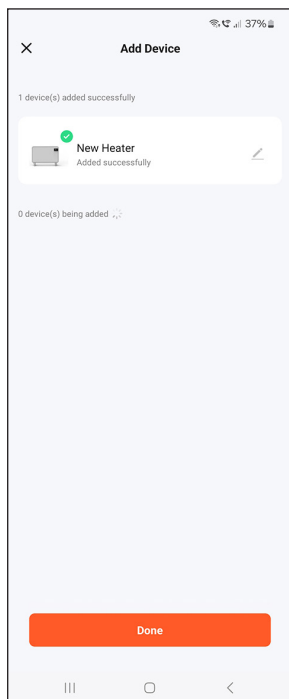 37%
Add Device
1 device(s) added successfully
New Heater
Added successfully
0 device(s) being added
Done